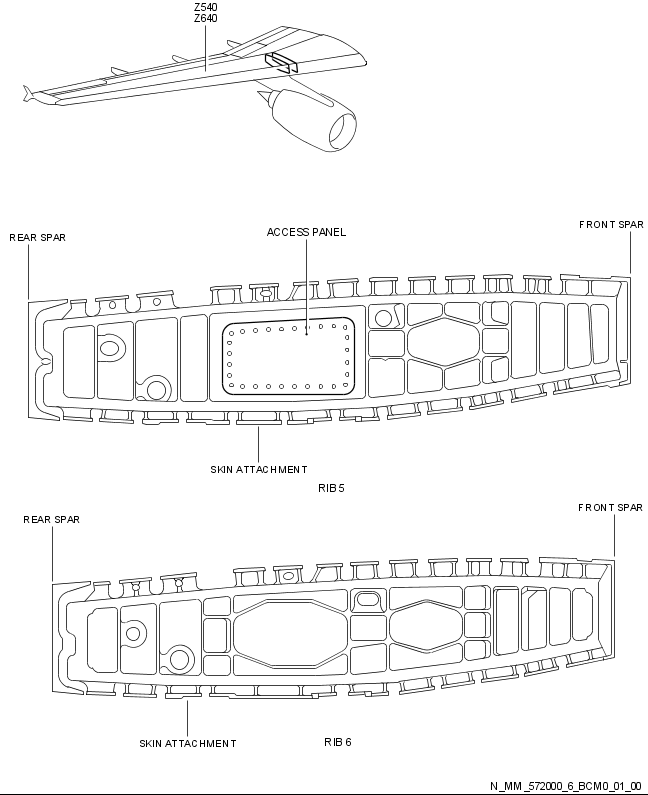 Z540
Z640
ACCESS PANEL
FRONT SPAR
REAR SPAR
SKIN ATTACHMENT
RIB 5
REAR SPAR
FRONT SPAR
SKIN ATTACHMENT
RIB 6
N_MM_572000_6_BCM0_01_00